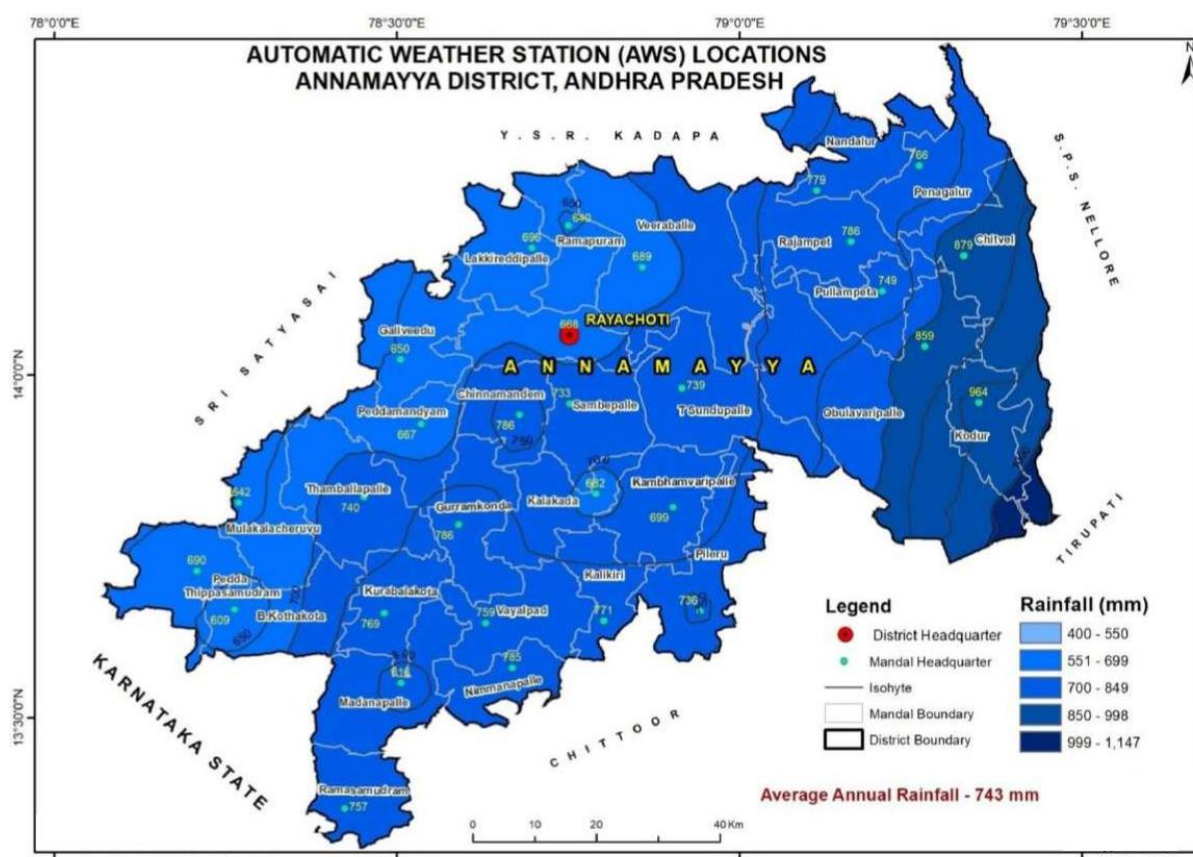 78°0'0"E
78°30'0"E
79°0'0"E
79°30'0"E
AUTOMATIC WEATHER STATION (AWS) LOCATIONS
ANNAMAYYA DISTRICT, ANDHRA PRADESH
N
Y.S.R. KADAPA
S.P.S. NELLORE
SRI SATYASAI
TIRUPATI
CHITTOOR
KARNATAKA STATE
14°0'0"N
13°30'0"N
Nandalur
766
779
Penagalur
650
640
Ramapuram
Veeraballe
696
Lakkireddipalle
689
Rajampet
786
Chitvel
879
Pullampeta
749
668
RAYACHOTI
Galiveedu
650
859
ANNAMAYYA
Chinnamandem
733
Sambepalle
739
T Sundupalle
786
750
Peddamandyam
667
Obulavaripalle
964
Kodur
700
642
Thamballapalle
740
Kalakada
682
Kambhamvaripalle
699
Gurramkonda
786
Mulakalacheruvu
Pileru
690
Pedda
Thippasamudram
609
650
B.Kothakota
700
Kalikiri
Kurabalakota
769
759
Vayalpad
771
736
785
Nimmanapalle
Madanapalle
Ramasamudram
757
Legend
District Headquarter
Mandal Headquarter
Isohyte
Mandal Boundary
District Boundary
Rainfall (mm)
400 - 550
551 - 699
700 - 849
850 - 998
999 - 1,147
Average Annual Rainfall - 743 mm
0 10 20 40 Km